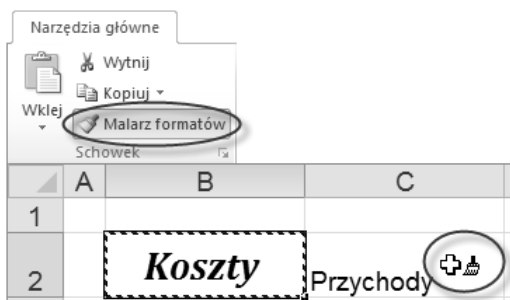 Narzędzia główne
Wytnij
Kopiuj
Wklej
Malarz formatów
Schowek
A B C
1
2 Koszty Przychody